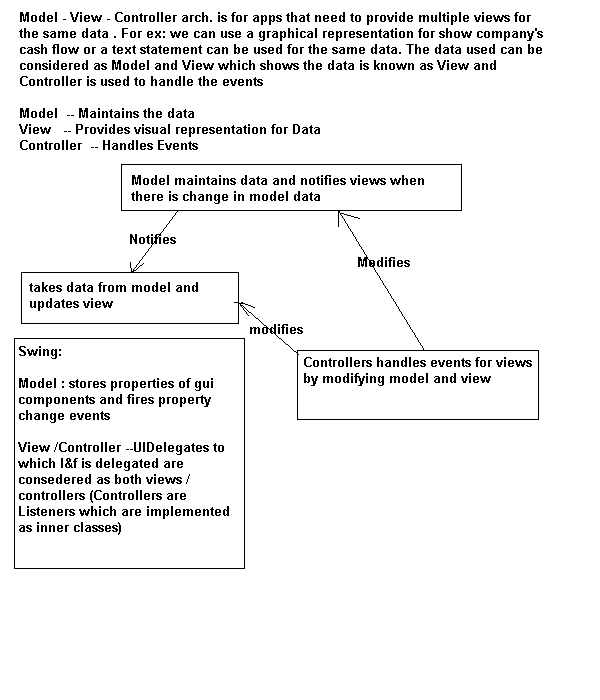 Model - View - Controller arch. is for apps that need to provide multiple views for
the same data . For ex: we can use a graphical representation for show company's
cash flow or a text statement can be used for the same data. The data used can be
considered as Model and View which shows the data is known as View and
Controller is used to handle the events
Model -- Maintains the data
View -- Provides visual representation for Data
Controller -- Handles Events
Model maintains data and notifies views when
there is change in model data
Notifies
Modifies
takes data from model and
updates view
modifies
Controllers handles events for views
by modifying model and view
Swing:
Model : stores properties of gui
components and fires property
change events
View /Controller --UIDelegates to
which l&f is delegated are
consedered as both views /
controllers (Controllers are
Listeners which are implemented
as inner classes)